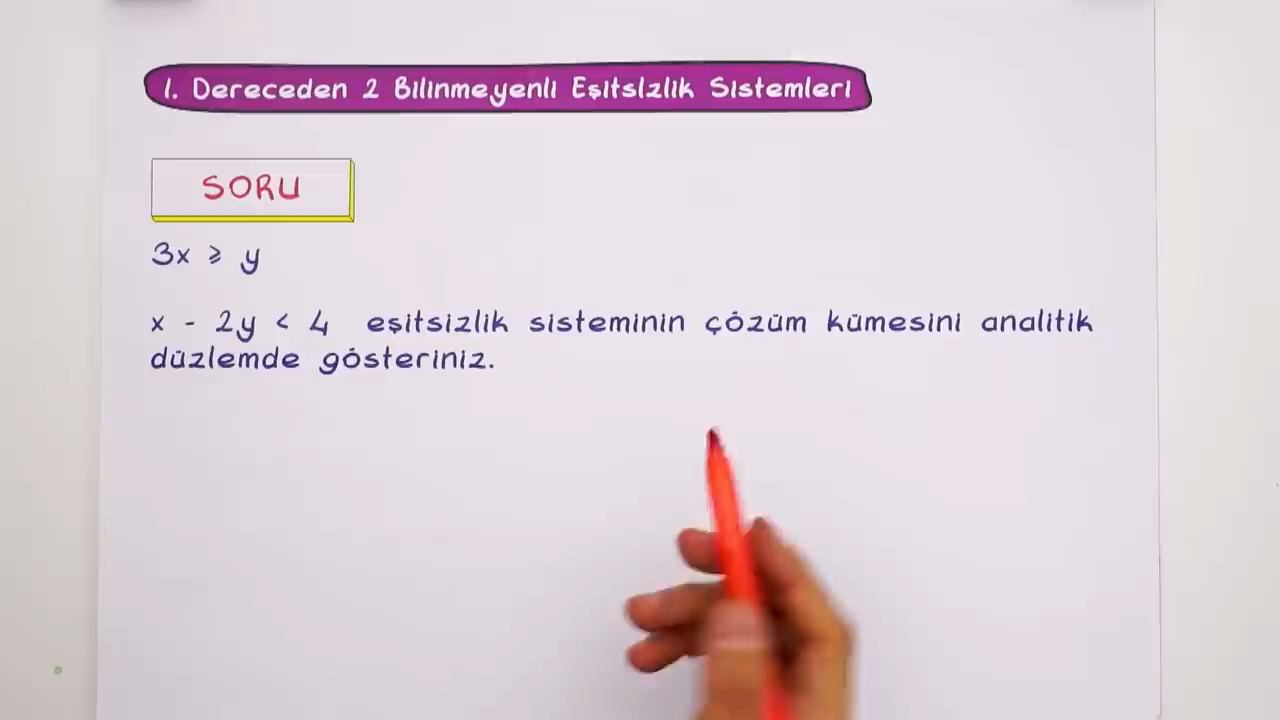 1. Dereceden 2 Bilinmeyenli Eşitsizlik Sistemleri
SORU
3x ⩾ y
x - 2y < 4 eşitsizlik sisteminin çözüm kümesini analitik
düzlemde gösteriniz.